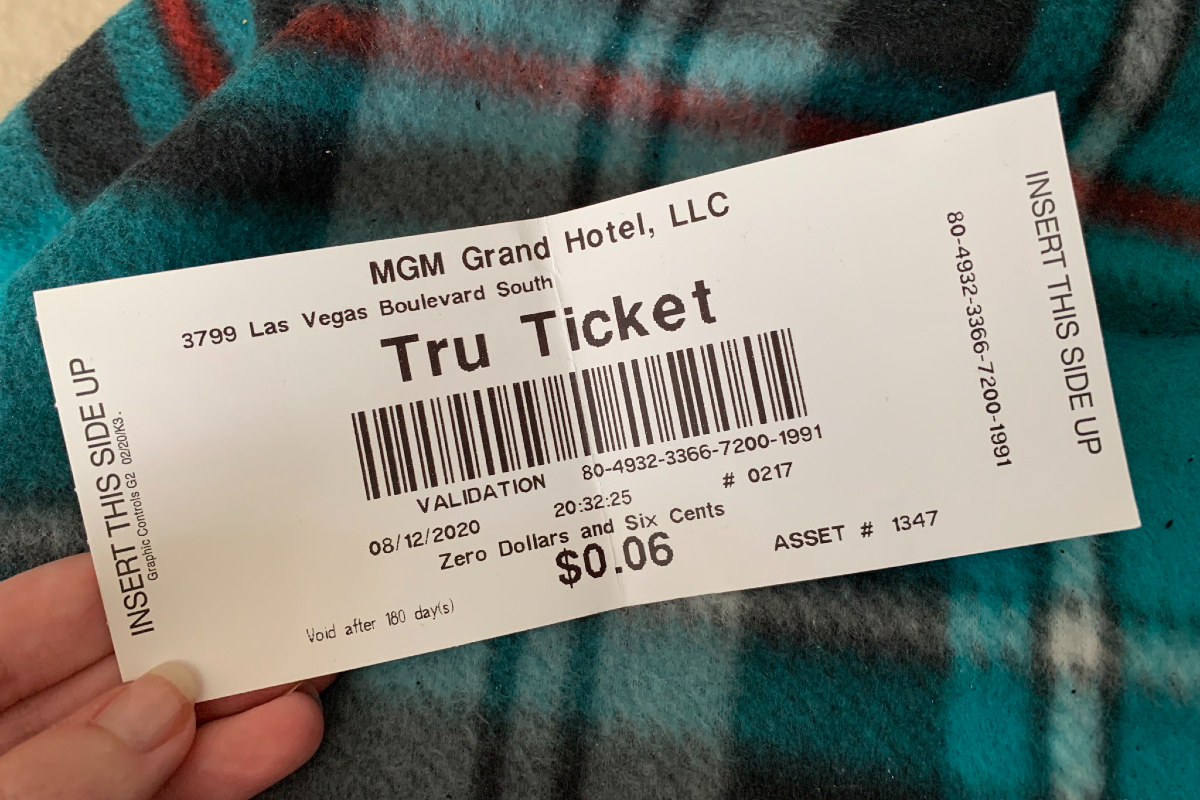 MGM Grand Hotel, LLC
3799 Las Vegas Boulevard South
Tru Ticket
INSERT THIS SIDE UP
Graphic Controls G2 02/20/K3.
VALIDATION 80-4932-3366-7200-1991
08/12/2020 20:32:25 # 0217
Zero Dollars and Six Cents
$0.06
Void after 180 day(s)
ASSET # 1347
80-4932-3366-7200-1991
INSERT THIS SIDE UP